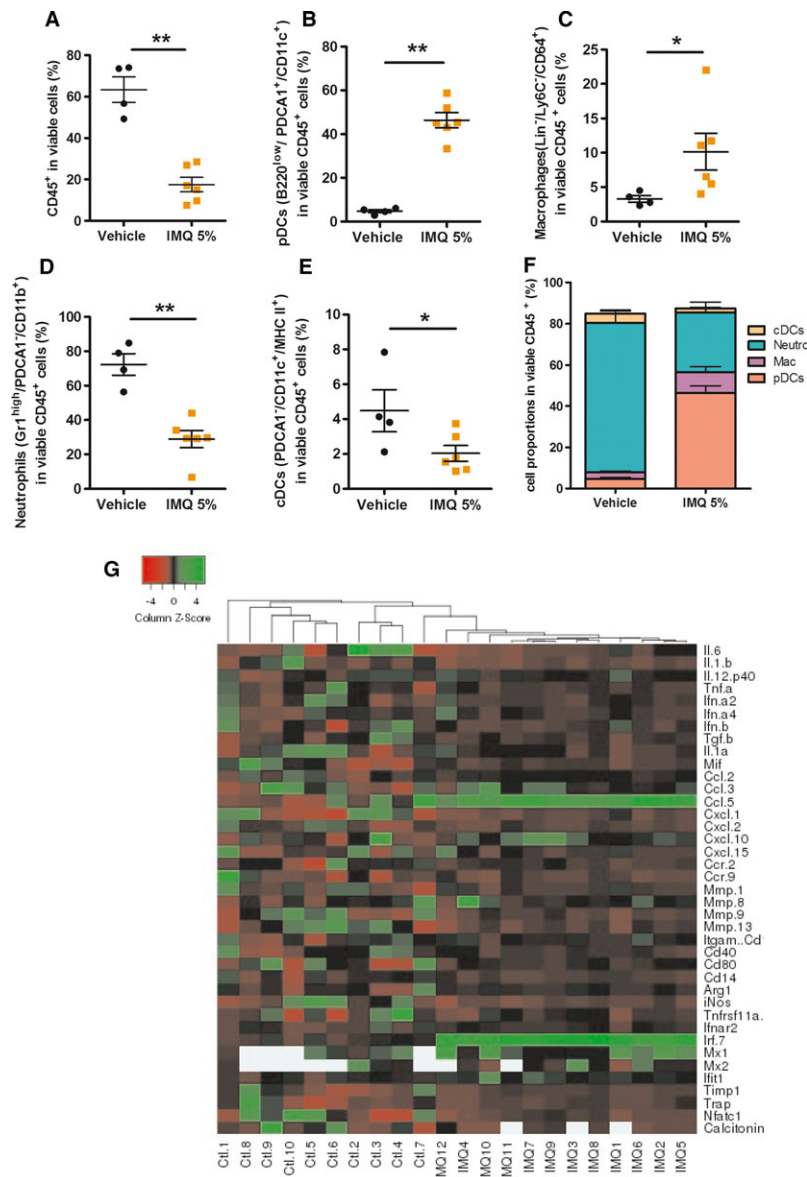 A
**
CD45+ in viable cells (%)
80
60
40
20
0
Vehicle
IMQ 5%
B
**
pDCs (B220low/ PDCA1+/CD11c+)
in viable CD45+ cells (%)
80
60
40
20
0
Vehicle
IMQ 5%
C
*
Macrophages(Lin-/Ly6C-/CD64+)
in viable CD45+ cells (%
25
20
15
10
5
0
Vehicle
IMQ 5%
D
**
Neutrophils (Gr1high/PDCA1-/CD11b+)
in viable CD45+ cells (%)
100
80
60
40
20
0
Vehicle
IMQ 5%
E
*
cDCs (PDCA1-/CD11c+/MHC II+)
in viable CD45+ cells (%)
10
8
6
4
2
0
Vehicle
IMQ 5%
F
cell proportions in viable CD45 + (%)
100
80
60
40
20
0
Vehicle
IMQ 5%
cDCs
Neutro
Mac
pDCs
G
-4 0 4
Column Z-Score
Il.6
Il.1.b
Il.12.p40
Tnf.a
Ifn.a2
Ifn.a4
Ifn.b
Tgf.b
Il.1a
Mif
Ccl.2
Ccl.3
Ccl.5
Cxcl.1
Cxcl.2
Cxcl.10
Cxcl.15
Ccr.2
Ccr.9
Mmp.1
Mmp.8
Mmp.9
Mmp.13
Itgam..Cd
Cd40
Cd80
Cd14
Arg1
iNos
Tnfrsf11a.
Ifnar2
Irf.7
Mx1
Mx2
Ifit1
Timp1
Trap
Nfatc1
Calcitonin
Ctl.1
Ctl.8
Ctl.9
Ctl.10
Ctl.5
Ctl.6
Ctl.2
Ctl.3
Ctl.4
Ctl.7
MQ12
IMQ4
MQ10
MQ11
IMQ7
IMQ9
IMQ3
IMQ8
IMQ1
IMQ6
IMQ2
IMQ5